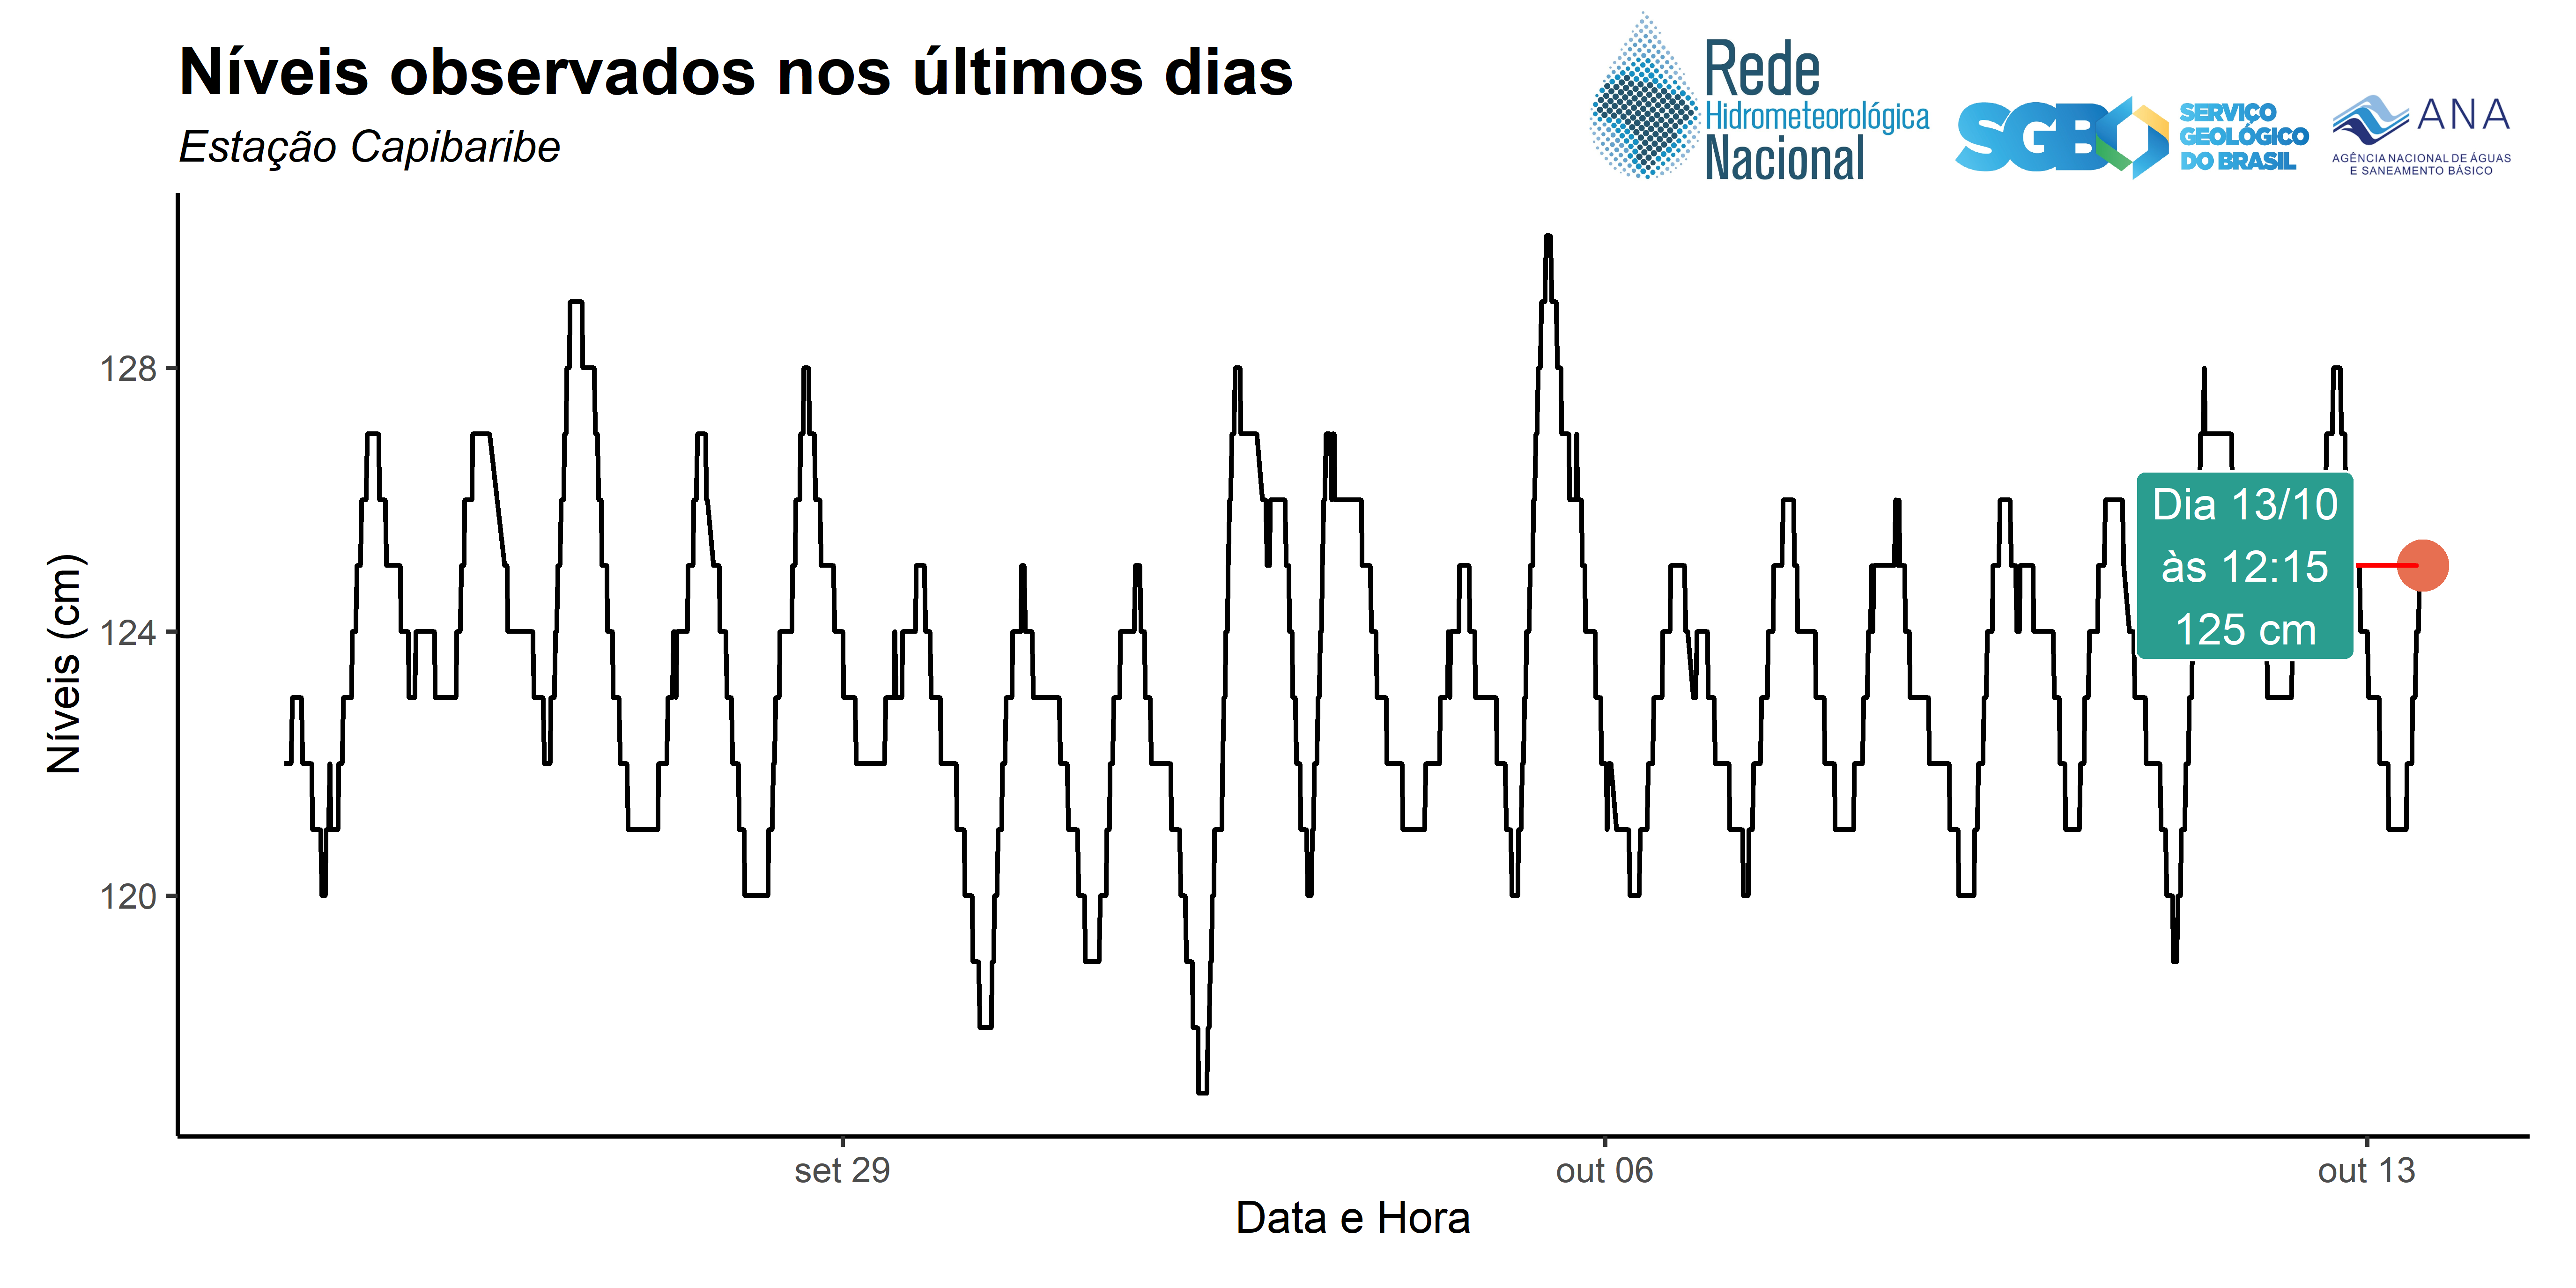 Níveis observados nos últimos dias
Estação Capibaribe
Rede
Hidrometeorológica
Nacional
SGB
SERVIÇO
GEOLÓGICO
DO BRASIL
ANA
AGÊNCIA NACIONAL DE ÁGUAS
E SANEAMENTO BÁSICO
Níveis (cm)
128
124
120
Dia 13/10
às 12:15
125 cm
set 29
out 06
out 13
Data e Hora